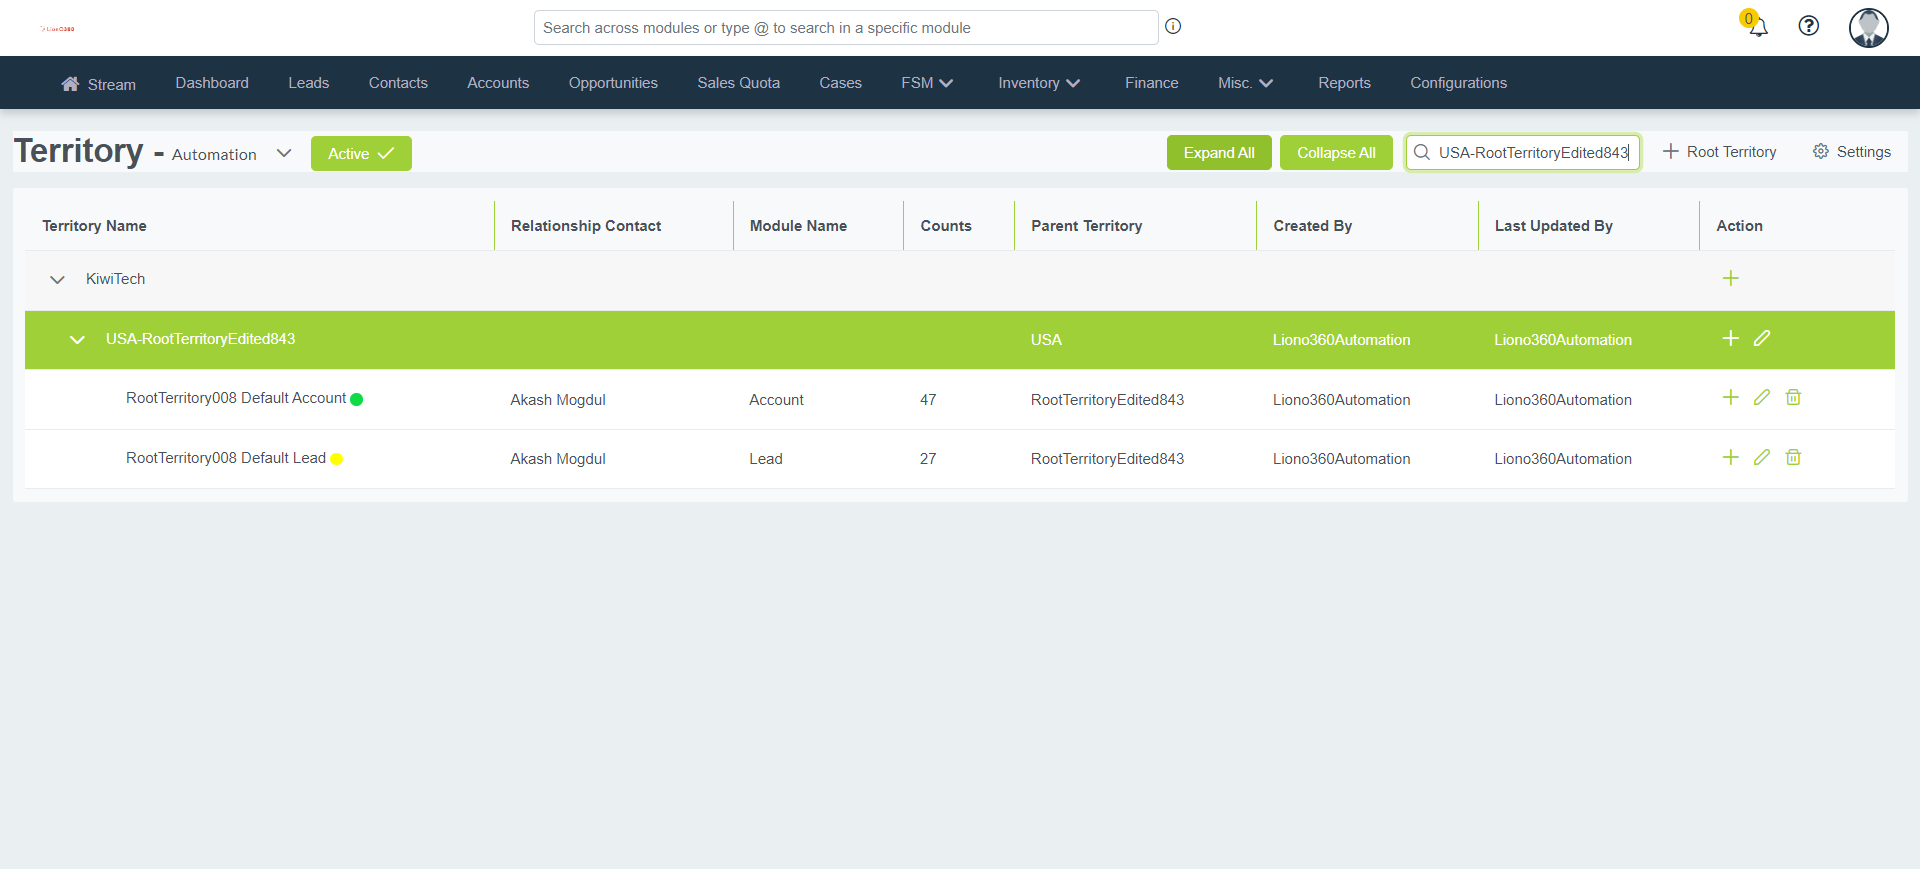 Liono360
Search across modules or type @ to search in a specific module
0
Stream Dashboard Leads Contacts Accounts Opportunities Sales Quota Cases FSM Inventory Finance Misc. Reports Configurations
Territory - Automation Active Expand All Collapse All USA-RootTerritoryEdited843 Root Territory Settings
Territory Name Relationship Contact Module Name Counts Parent Territory Created By Last Updated By Action
KiwiTech
USA-RootTerritoryEdited843 USA Liono360Automation Liono360Automation
RootTerritory008 Default Account Akash Mogdul Account 47 RootTerritoryEdited843 Liono360Automation Liono360Automation
RootTerritory008 Default Lead Akash Mogdul Lead 27 RootTerritoryEdited843 Liono360Automation Liono360Automation